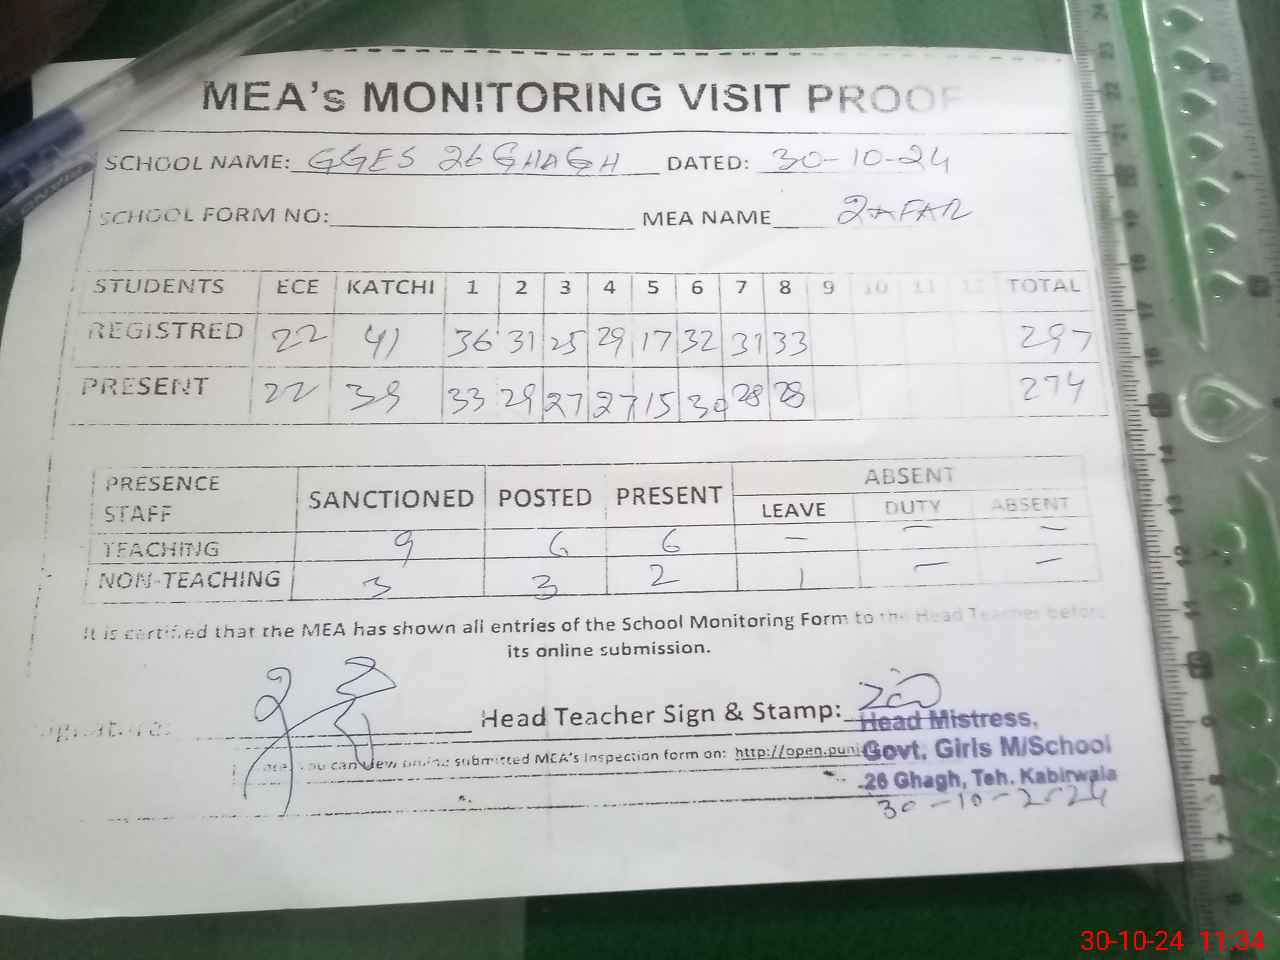 MEA's MONITORING VISIT PROOF
SCHOOL NAME: GGES 26 GHAGH DATED: 30-10-24
SCHOOL FORM NO: MEA NAME ZAFAR
STUDENTS ECE KATCHI 1 2 3 4 5 6 7 8 9 10 11 12 TOTAL
REGISTRED 22 41 36 31 25 29 17 32 31 33 297
PRESENT 22 39 33 29 27 27 15 30 28 28 274
PRESENCE STAFF SANCTIONED POSTED PRESENT ABSENT
LEAVE DUTY ABSENT
TEACHING 9 6 6 - - -
NON-TEACHING 3 3 2 1 - -
It is certified that the MEA has shown all entries of the School Monitoring Form to the Head Teacher before
its online submission.
Signature: Head Teacher Sign & Stamp:
Head Mistress,
you can view online submitted MEA's Inspection form on: http://open.punj
Govt. Girls M/School
26 Ghagh, Teh. Kabirwala
30-10-2024
30-10-24 11:34